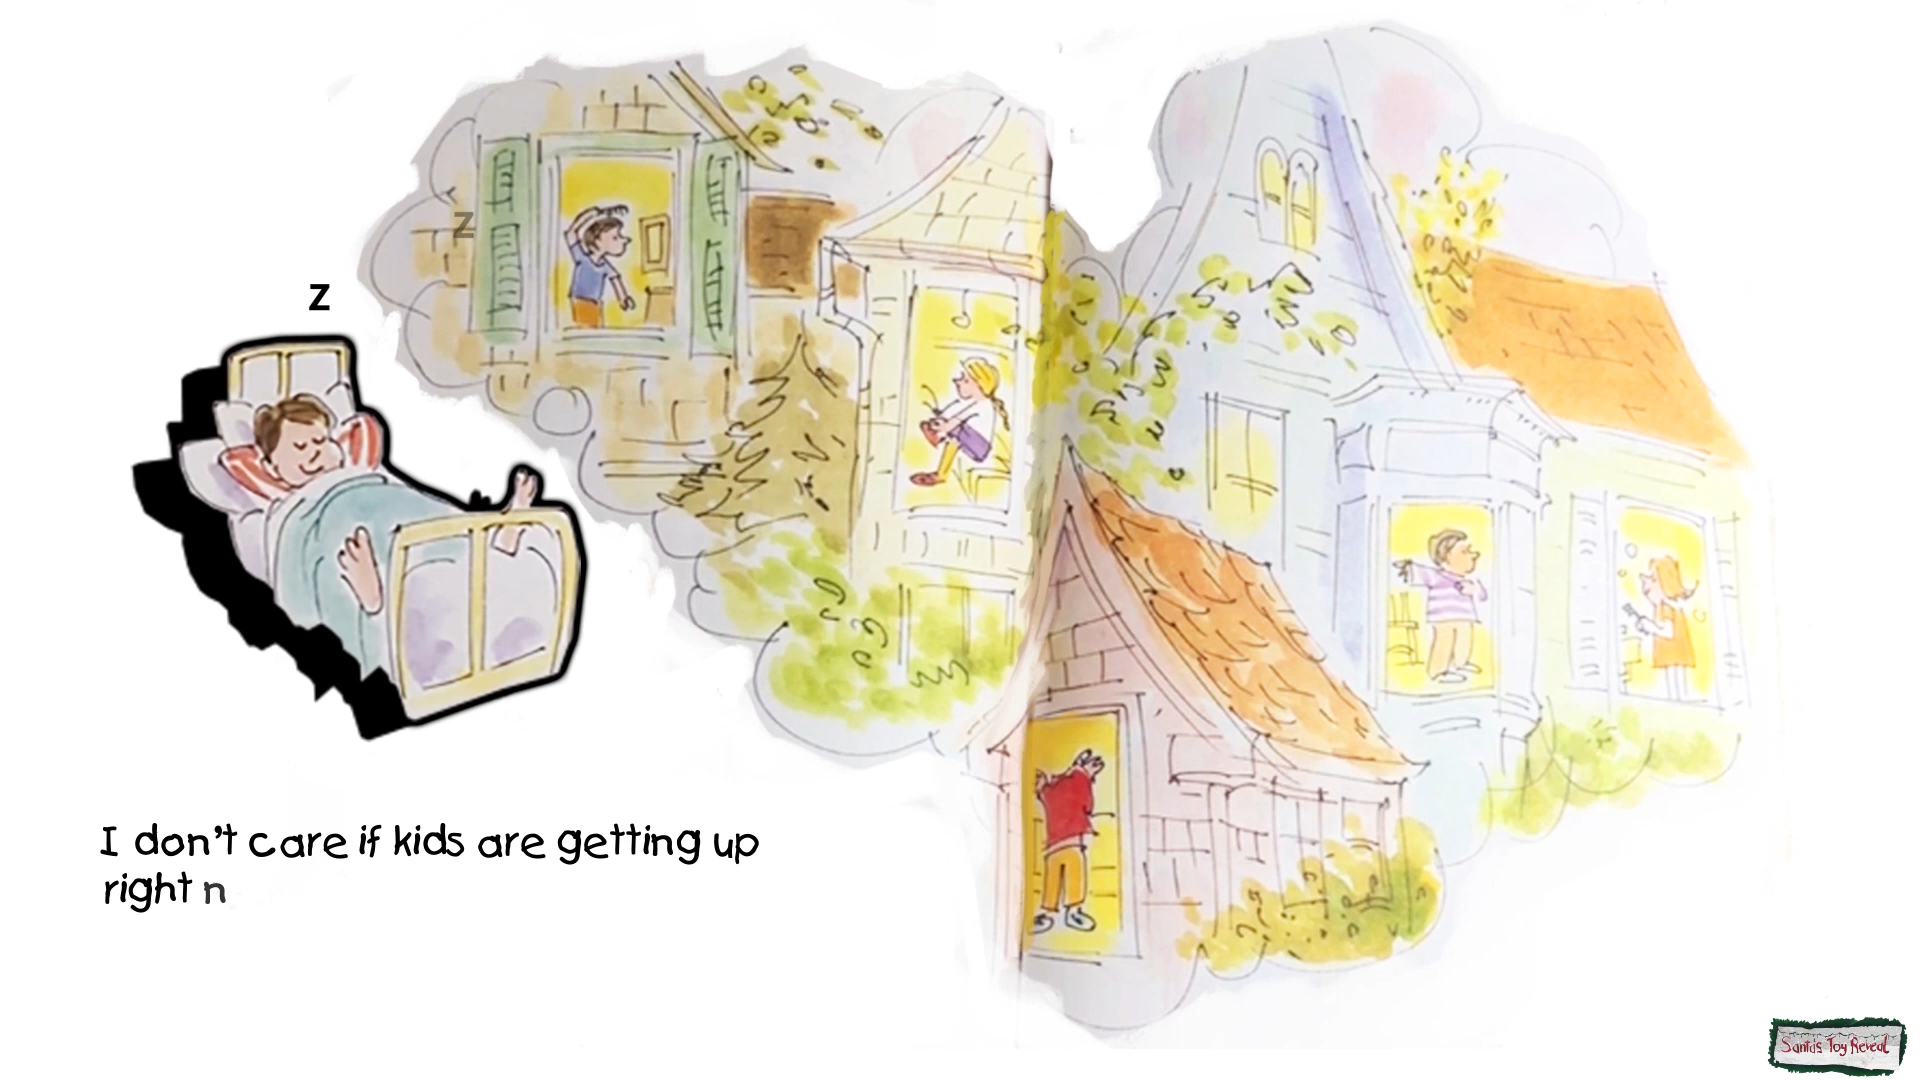 Z
Z
I don't care if kids are getting up
right n
Santa's Toy Reveal